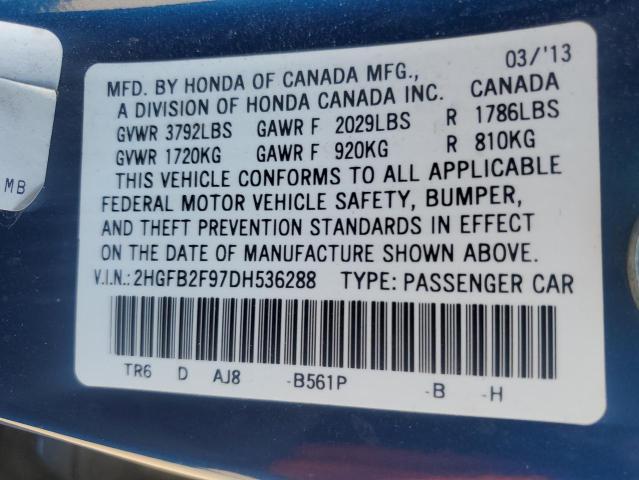 03/'13
MFD. BY HONDA OF CANADA MFG., CANADA
A DIVISION OF HONDA CANADA INC.
GVWR 3792LBS GAWR F 2029LBS R 1786LBS
GVWR 1720KG GAWR F 920KG R 810KG
THIS VEHICLE CONFORMS TO ALL APPLICABLE
FEDERAL MOTOR VEHICLE SAFETY, BUMPER,
AND THEFT PREVENTION STANDARDS IN EFFECT
ON THE DATE OF MANUFACTURE SHOWN ABOVE.
V.I.N.: 2HGFB2F97DH536288 TYPE: PASSENGER CAR
TR6 D AJ8 -B561P -B -H
MB